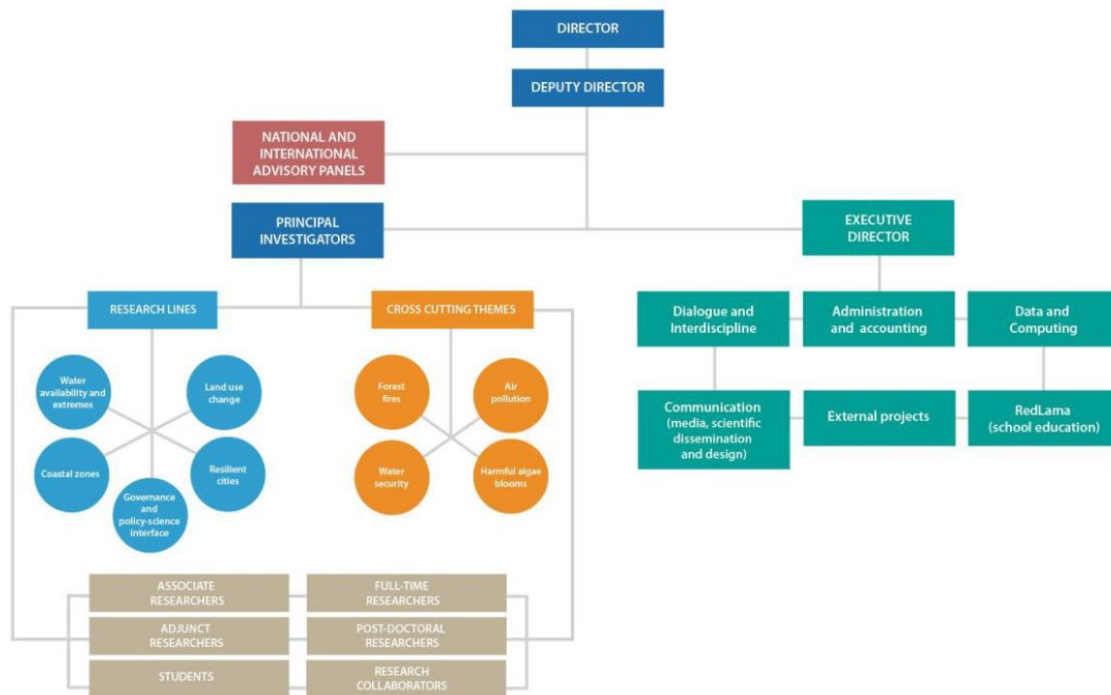 DIRECTOR
DEPUTY DIRECTOR
NATIONAL AND
INTERNATIONAL
ADVISORY PANELS
PRINCIPAL
INVESTIGATORS
EXECUTIVE
DIRECTOR
RESEARCH LINES
CROSS CUTTING THEMES
Water
availability and
extremes
Land use
change
Coastal zones
Resilient
cities
Governance
and
policy-science
interface
Forest
fires
Air
pollution
Water
security
Harmful algae
blooms
Dialogue and
Interdiscipline
Administration
and accounting
Data and
Computing
Communication
(media, scientific
dissemination
and design)
External projects
RedLama
(school education)
ASSOCIATE
RESEARCHERS
FULL-TIME
RESEARCHERS
ADJUNCT
RESEARCHERS
POST-DOCTORAL
RESEARCHERS
STUDENTS
RESEARCH
COLLABORATORS